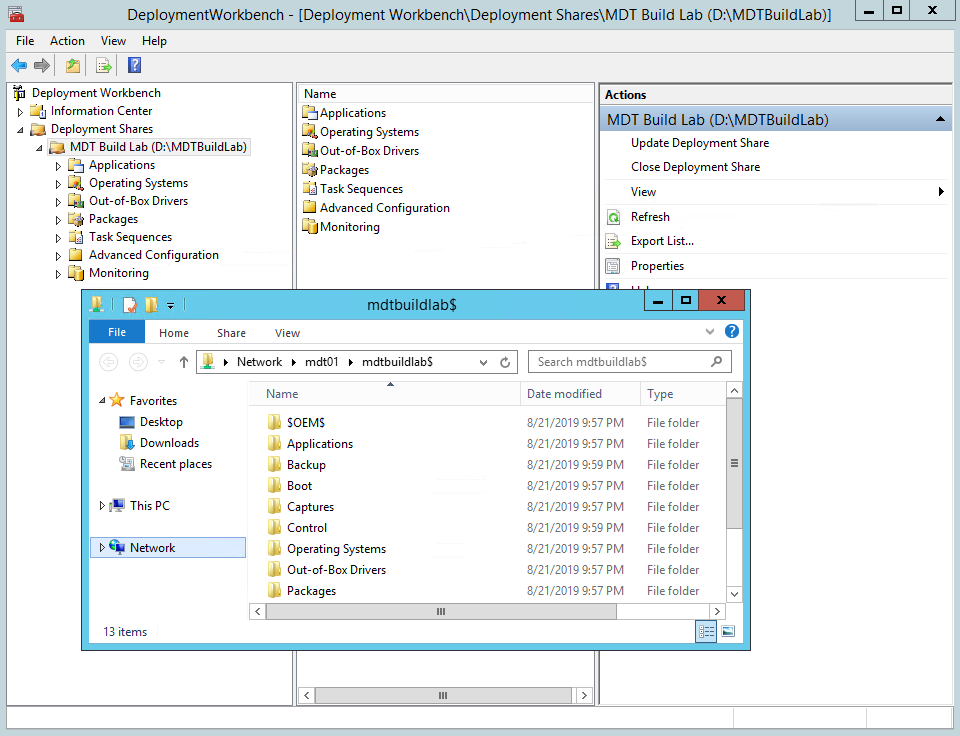 DeploymentWorkbench - [Deployment Workbench\Deployment Shares\MDT Build Lab (D:\MDTBuildLab)]
File Action View Help
Deployment Workbench
Information Center
Deployment Shares
MDT Build Lab (D:\MDTBuildLab)
Applications
Operating Systems
Out-of-Box Drivers
Packages
Task Sequences
Advanced Configuration
Monitoring
Name
Applications
Operating Systems
Out-of-Box Drivers
Packages
Task Sequences
Advanced Configuration
Monitoring
Actions
MDT Build Lab (D:\MDTBuildLab)
Update Deployment Share
Close Deployment Share
View
Refresh
Export List...
Properties
mdtbuildlab$
File Home Share View
Network mdt01 mdtbuildlab$ Search mdtbuildlab$
Favorites
Desktop
Downloads
Recent places
This PC
Network
Name Date modified Type
$OEM$ 8/21/2019 9:57 PM File folder
Applications 8/21/2019 9:57 PM File folder
Backup 8/21/2019 9:59 PM File folder
Boot 8/21/2019 9:57 PM File folder
Captures 8/21/2019 9:57 PM File folder
Control 8/21/2019 9:59 PM File folder
Operating Systems 8/21/2019 9:57 PM File folder
Out-of-Box Drivers 8/21/2019 9:57 PM File folder
Packages 8/21/2019 9:57 PM File folder
13 items